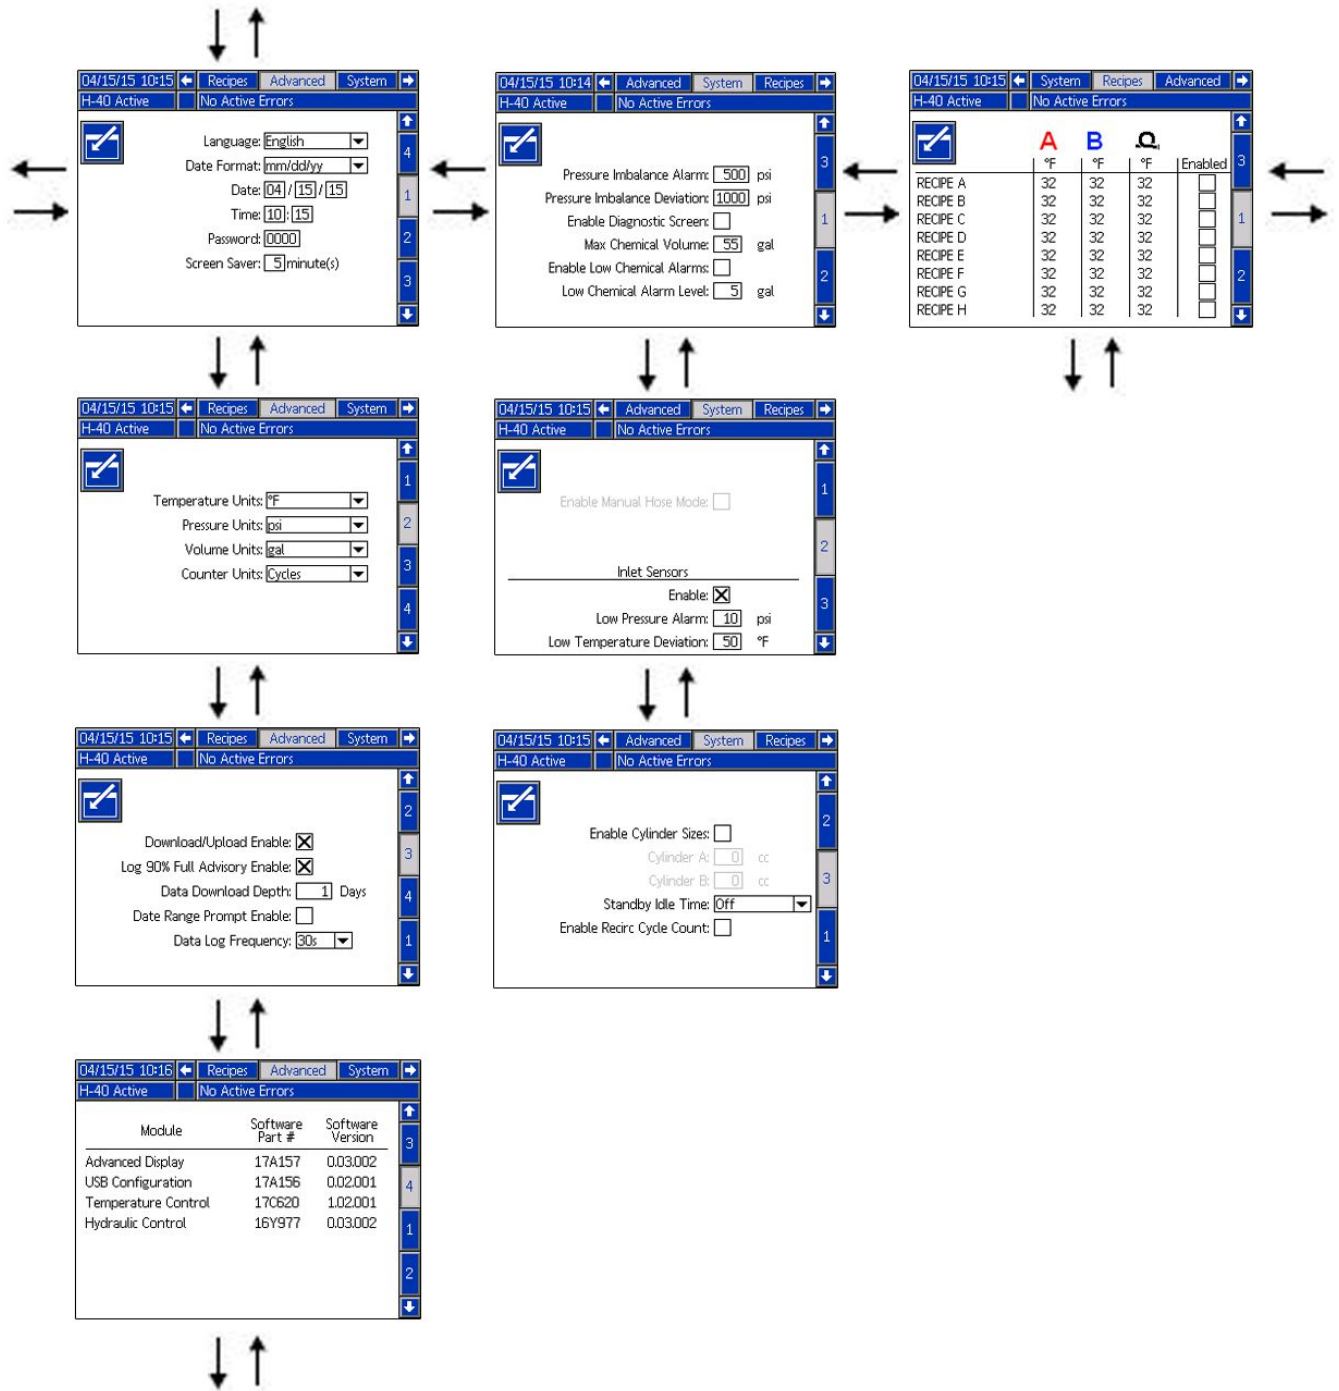 04/15/15 10:15 Recipes Advanced System
H-40 Active No Active Errors
Language: English
Date Format: mm/dd/yy
Date: 04 / 15 / 15
Time: 10 : 15
Password: 0000
Screen Saver: 5 minute(s)
4
1
2
3
04/15/15 10:14 Advanced System Recipes
H-40 Active No Active Errors
Pressure Imbalance Alarm: 500 psi
Pressure Imbalance Deviation: 1000 psi
Enable Diagnostic Screen:
Max Chemical Volume: 55 gal
Enable Low Chemical Alarms:
Low Chemical Alarm Level: 5 gal
3
1
2
04/15/15 10:15 System Recipes Advanced
H-40 Active No Active Errors
A B
°F °F °F Enabled
RECIPE A 32 32 32
RECIPE B 32 32 32
RECIPE C 32 32 32
RECIPE D 32 32 32
RECIPE E 32 32 32
RECIPE F 32 32 32
RECIPE G 32 32 32
RECIPE H 32 32 32
3
1
2
04/15/15 10:15 Recipes Advanced System
H-40 Active No Active Errors
Temperature Units: °F
Pressure Units: psi
Volume Units: gal
Counter Units: Cycles
1
2
3
4
04/15/15 10:15 Advanced System Recipes
H-40 Active No Active Errors
Enable Manual Hose Mode:
Inlet Sensors
Enable:
Low Pressure Alarm: 10 psi
Low Temperature Deviation: 50 °F
1
2
3
04/15/15 10:15 Recipes Advanced System
H-40 Active No Active Errors
Download/Upload Enable:
Log 90% Full Advisory Enable:
Data Download Depth: 1 Days
Date Range Prompt Enable:
Data Log Frequency: 30s
2
3
4
1
04/15/15 10:15 Advanced System Recipes
H-40 Active No Active Errors
Enable Cylinder Sizes:
Cylinder A: 0 cc
Cylinder B: 0 cc
Standby Idle Time: Off
Enable Recirc Cycle Count:
2
3
1
04/15/15 10:16 Recipes Advanced System
H-40 Active No Active Errors
Module Software Part # Software Version
Advanced Display 17A157 0.03.002
USB Configuration 17A156 0.02.001
Temperature Control 17C620 1.02.001
Hydraulic Control 16Y977 0.03.002
3
4
1
2